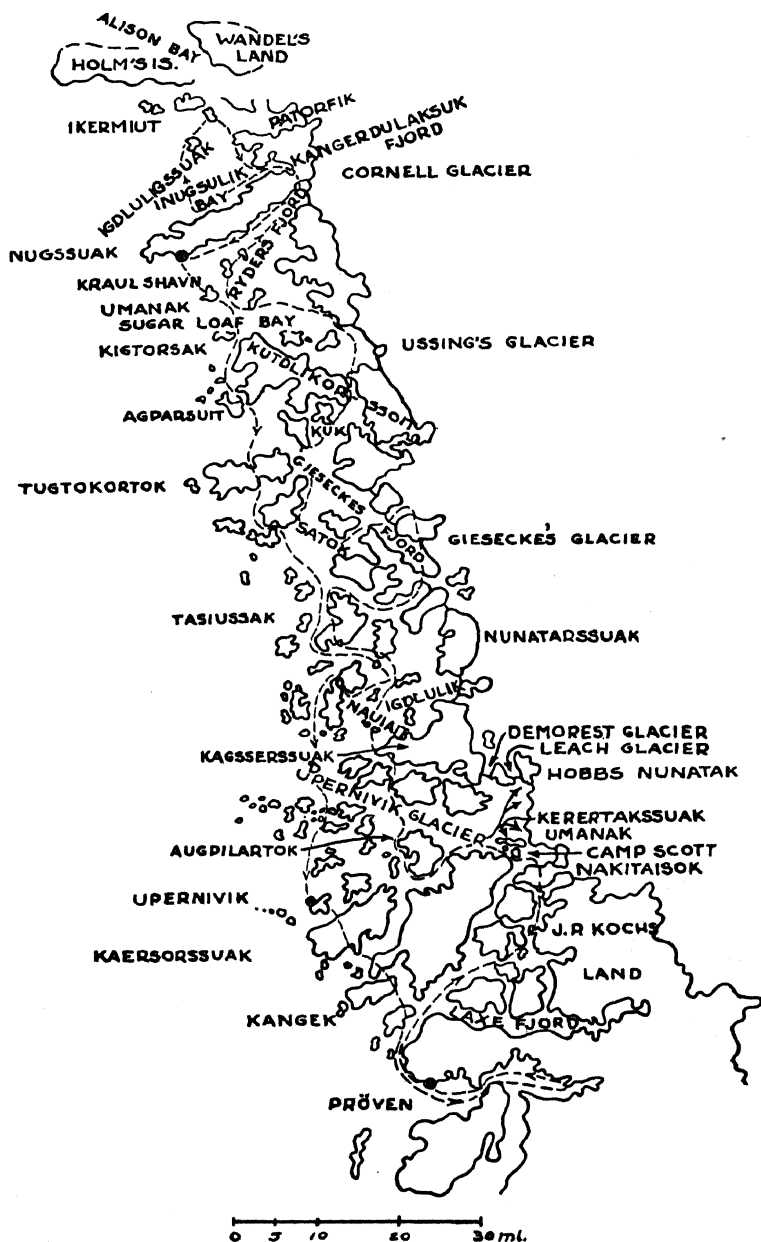 ALISON BAY
WANDEL'S
LAND
HOLM'S IS.
PATORFIK
IKERMIUT
KANGERDULAKSUK
FJORD
IGDLULIGSSUAK
INUGSULIK
BAY
CORNELL GLACIER
NUGSSUAK
RYDERS FJORD
KRAULSHAVN
UMANAK
SUGAR LOAF BAY
KIGTORSAK
USSING'S GLACIER
KUTDLIKORSSOIT
AGPARSUIT
KUK
TUGTOKORTOK
GIESECKES FJORD
SATOK
GIESECKE'S GLACIER
TASIUSSAK
NUNATARSSUAK
IGDLULIK
NAUJAT
DEMOREST GLACIER
LEACH GLACIER
KAGSSERSSUAK
HOBBS NUNATAK
UPERNIVIK GLACIER
KERERTAKSSUAK
UMANAK
AUGPILARTOK
CAMP SCOTT
NAKITAISOK
UPERNIVIK
J.P. KOCHS
KAERSORSSUAK
LAND
KANGEK
LAXE FJORD
PRÖVEN
0 5 10 20 30 ml.